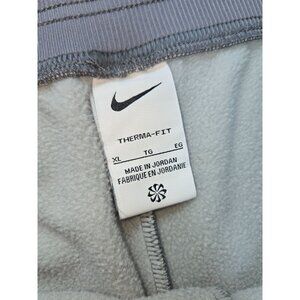 THERMA-FIT
XL TG EG
MADE IN JORDAN
FABRIQUE EN JORDANIE